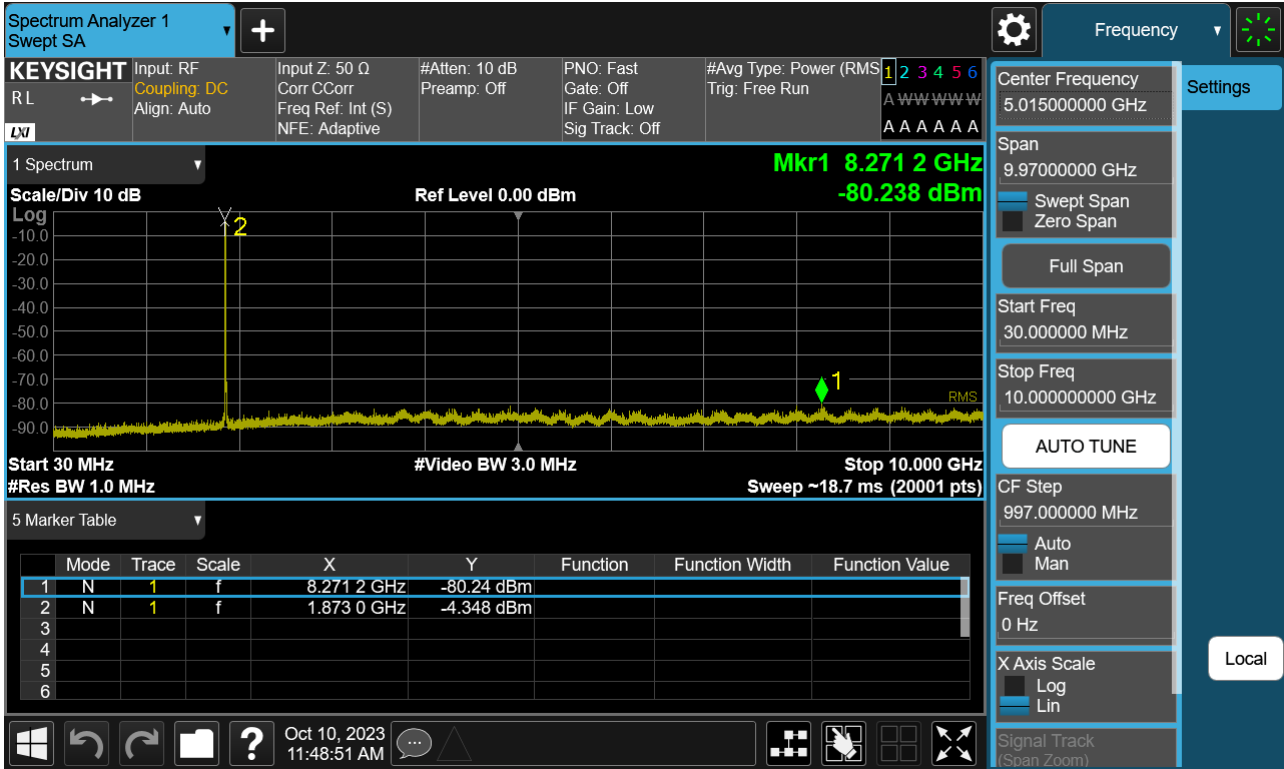 Spectrum Analyzer 1
Swept SA
+
Frequency
KEYSIGHT
R L
LXI
Input: RF
Coupling: DC
Align: Auto
Input Z: 50 Ω
Corr CCorr
Freq Ref: Int (S)
NFE: Adaptive
#Atten: 10 dB
Preamp: Off
PNO: Fast
Gate: Off
IF Gain: Low
Sig Track: Off
#Avg Type: Power (RMS
Trig: Free Run
1 2 3 4 5 6
A W W W W W
A A A A A A
1 Spectrum
Mkr1 8.271 2 GHz
Scale/Div 10 dB
Ref Level 0.00 dBm
-80.238 dBm
Log
2
-10.0
-20.0
-30.0
-40.0
-50.0
-60.0
-70.0
1
-80.0
RMS
-90.0
Start 30 MHz
#Video BW 3.0 MHz
Stop 10.000 GHz
#Res BW 1.0 MHz
Sweep ~18.7 ms (20001 pts)
5 Marker Table
Mode Trace Scale X Y Function Function Width Function Value
1 N 1 f 8.271 2 GHz -80.24 dBm
2 N 1 f 1.873 0 GHz -4.348 dBm
3
4
5
6
Center Frequency
5.015000000 GHz
Span
9.97000000 GHz
Swept Span
Zero Span
Full Span
Start Freq
30.000000 MHz
Stop Freq
10.000000000 GHz
AUTO TUNE
CF Step
997.000000 MHz
Auto
Man
Freq Offset
0 Hz
X Axis Scale
Log
Lin
Signal Track
(Span Zoom)
Settings
Local
?
Oct 10, 2023
11:48:51 AM